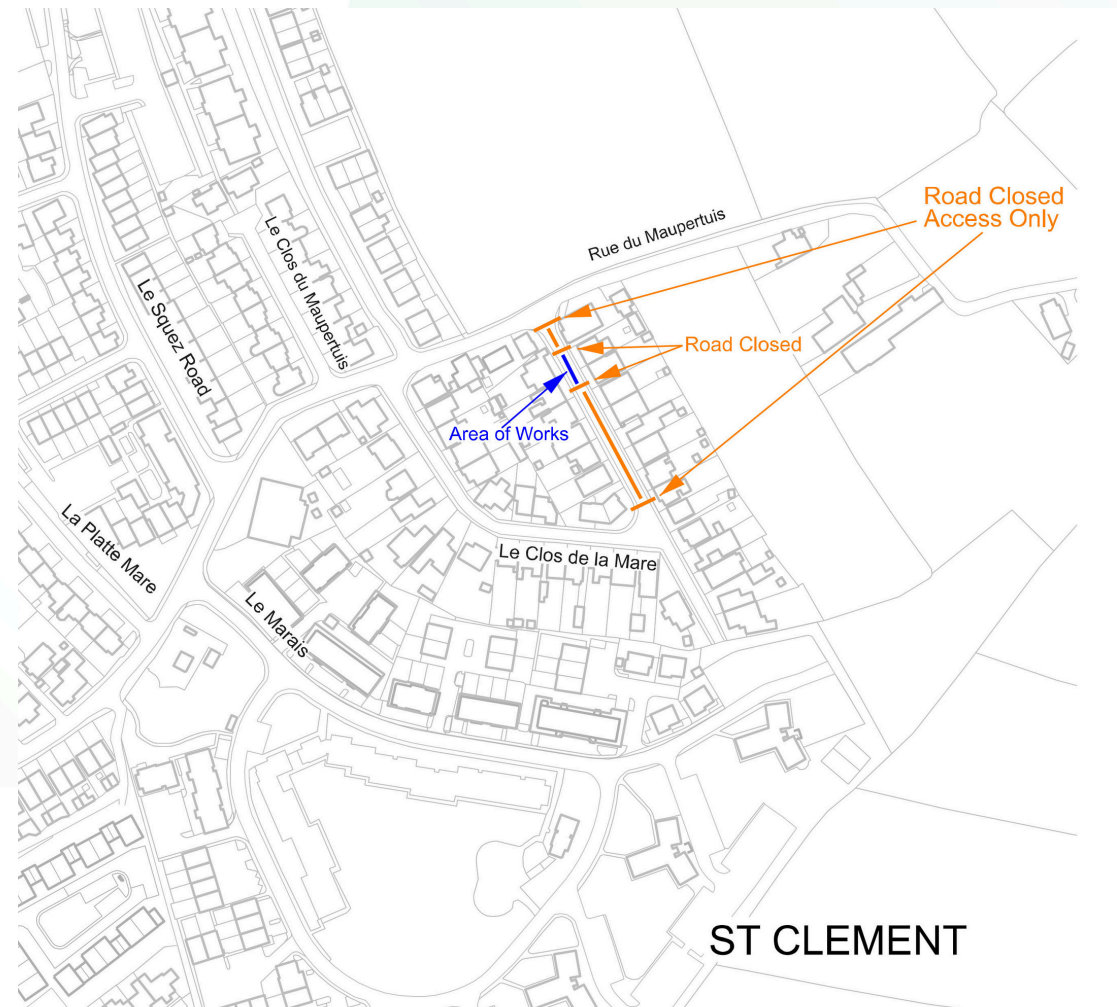 Road Closed
Access Only
Rue du Maupertuis
Le Clos du Maupertuis
Le Squez Road
Road Closed
Area of Works
La Platte Mare
Le Clos de la Mare
Le Marais
ST CLEMENT